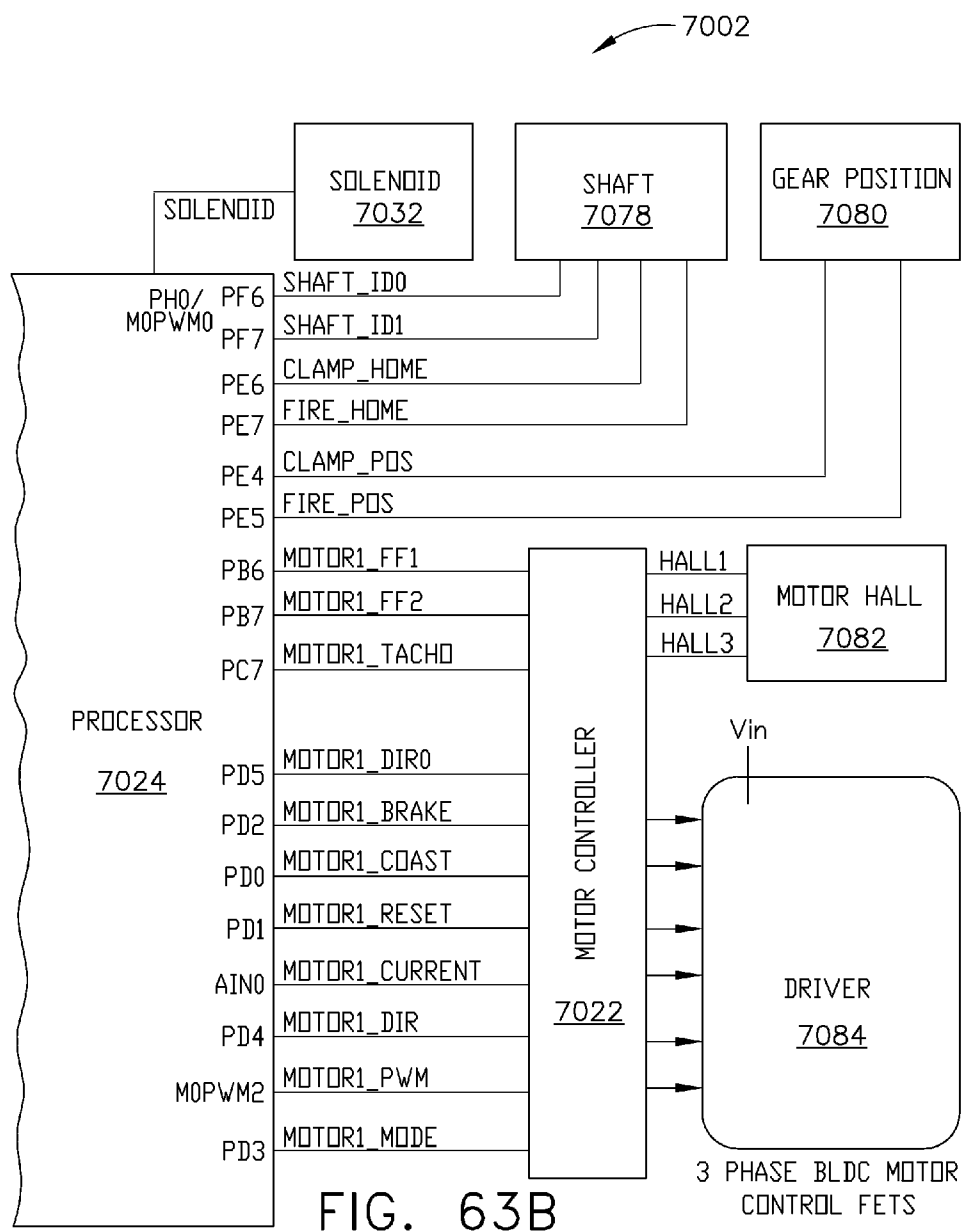 7002
SOLENOID
7032
SHAFT
7078
GEAR POSITION
7080
SOLENOID
PH0/
M0PWM0
PF6 SHAFT_ID0
PF7 SHAFT_ID1
PE6 CLAMP_HOME
PE7 FIRE_HOME
PE4 CLAMP_POS
PE5 FIRE_POS
PB6 MOTOR1_FF1
PB7 MOTOR1_FF2
PC7 MOTOR1_TACHO
HALL1
HALL2
HALL3
MOTOR HALL
7082
PROCESSOR
7024
PD5 MOTOR1_DIRO
PD2 MOTOR1_BRAKE
PD0 MOTOR1_COAST
PD1 MOTOR1_RESET
AIN0 MOTOR1_CURRENT
PD4 MOTOR1_DIR
M0PWM2 MOTOR1_PWM
PD3 MOTOR1_MODE
MOTOR CONTROLLER
7022
Vin
DRIVER
7084
3 PHASE BLDC MOTOR
CONTROL FETS
FIG. 63B